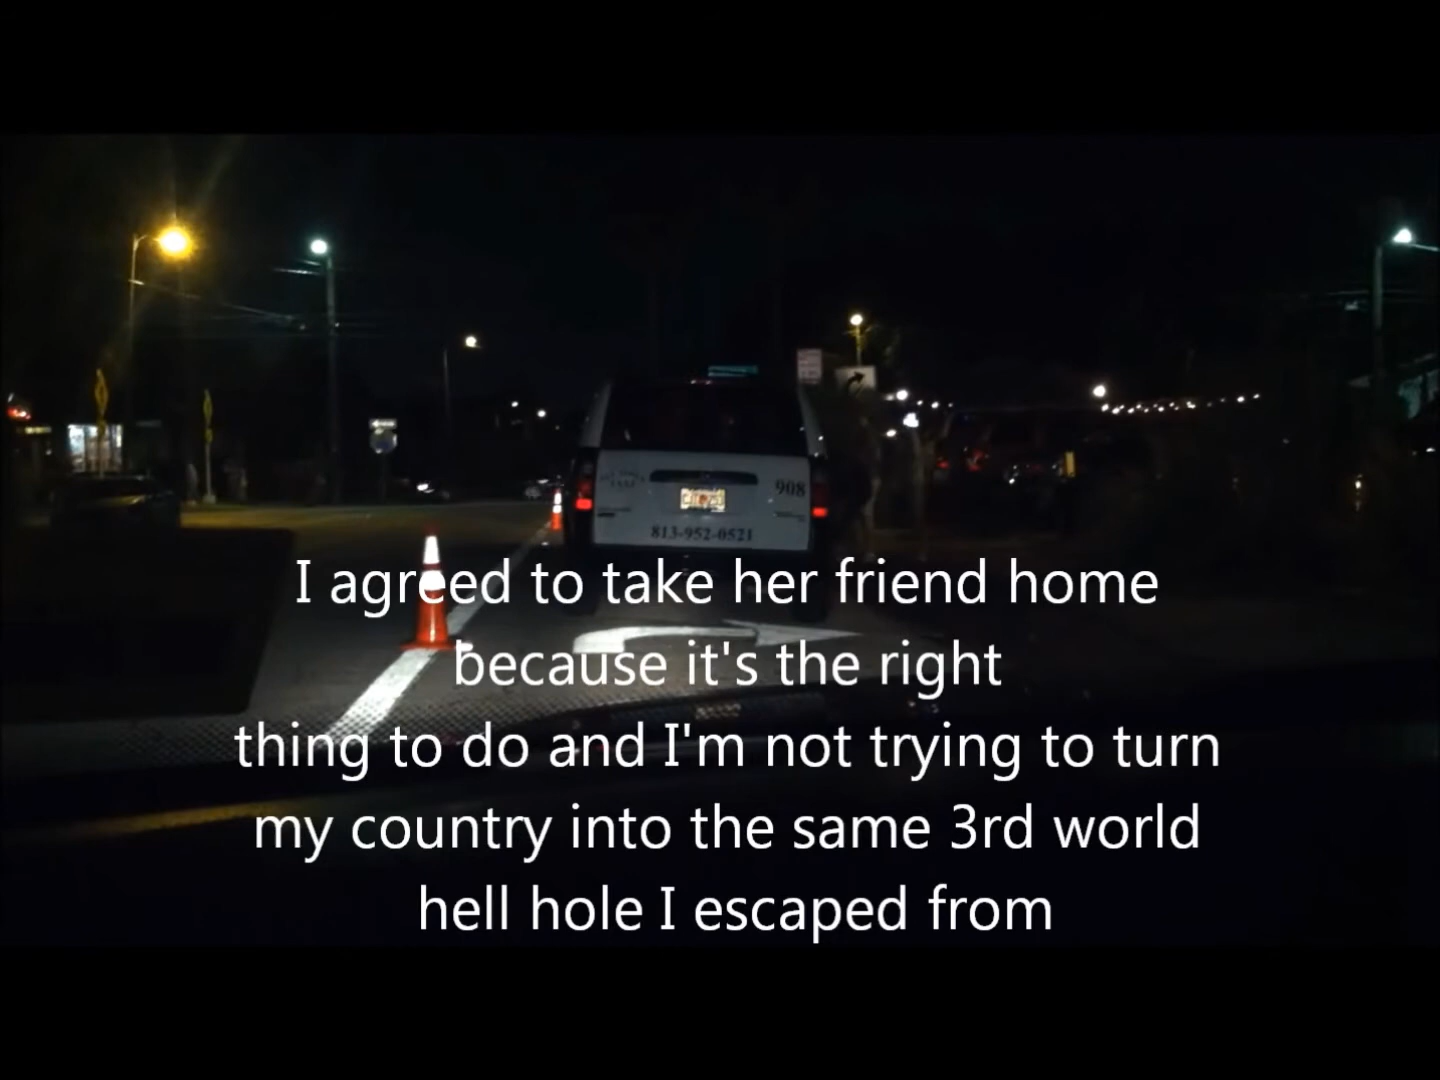 908
813-952-0521
I agreed to take her friend home
because it's the right
thing to do and I'm not trying to turn
my country into the same 3rd world
hell hole I escaped from